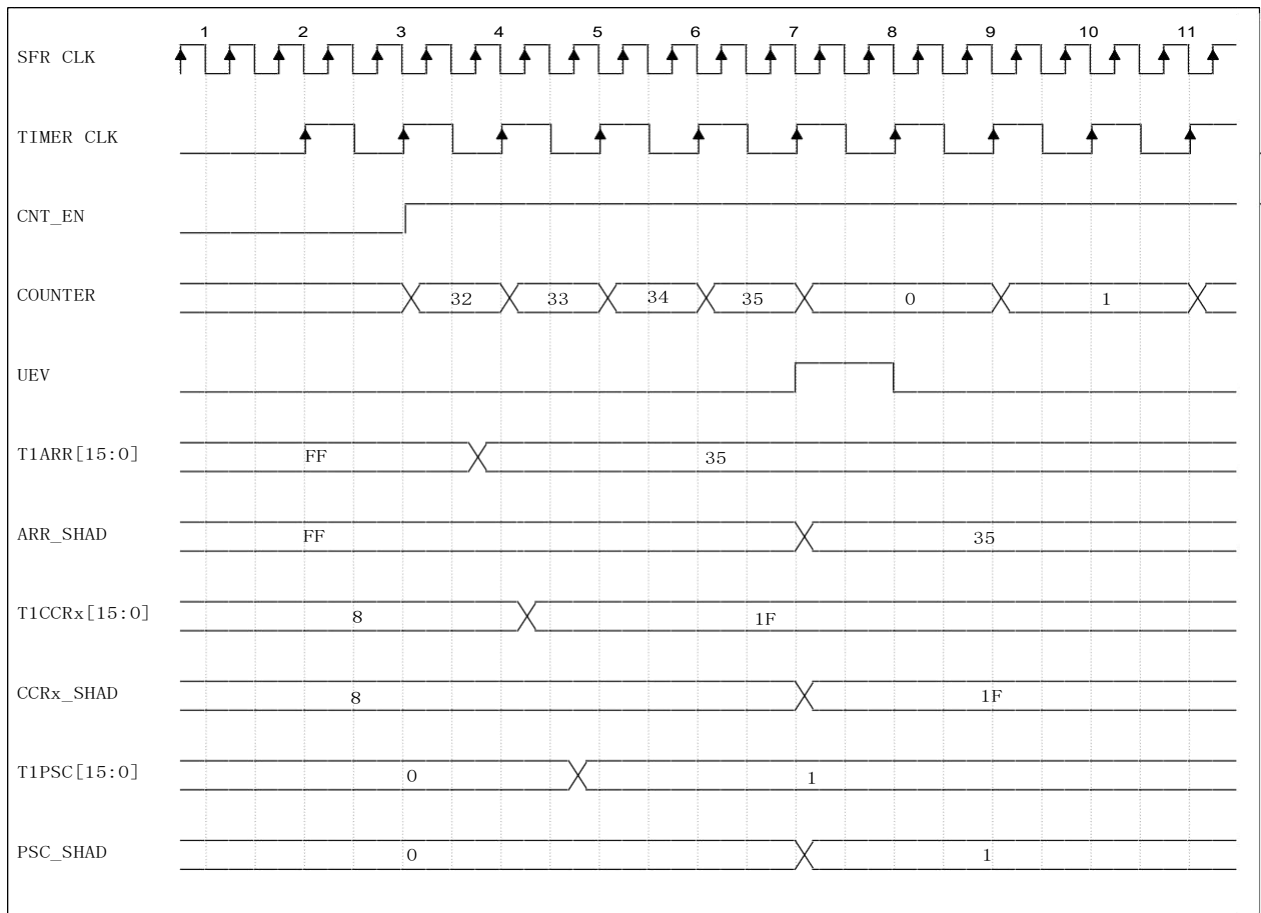 1 2 3 4 5 6 7 8 9 10 11
SFR CLK
TIMER CLK
CNT_EN
COUNTER 32 33 34 35 0 1
UEV
T1ARR[15:0] FF 35
ARR_SHAD FF 35
T1CCRx[15:0] 8 1F
CCRx_SHAD 8 1F
T1PSC[15:0] 0 1
PSC_SHAD 0 1